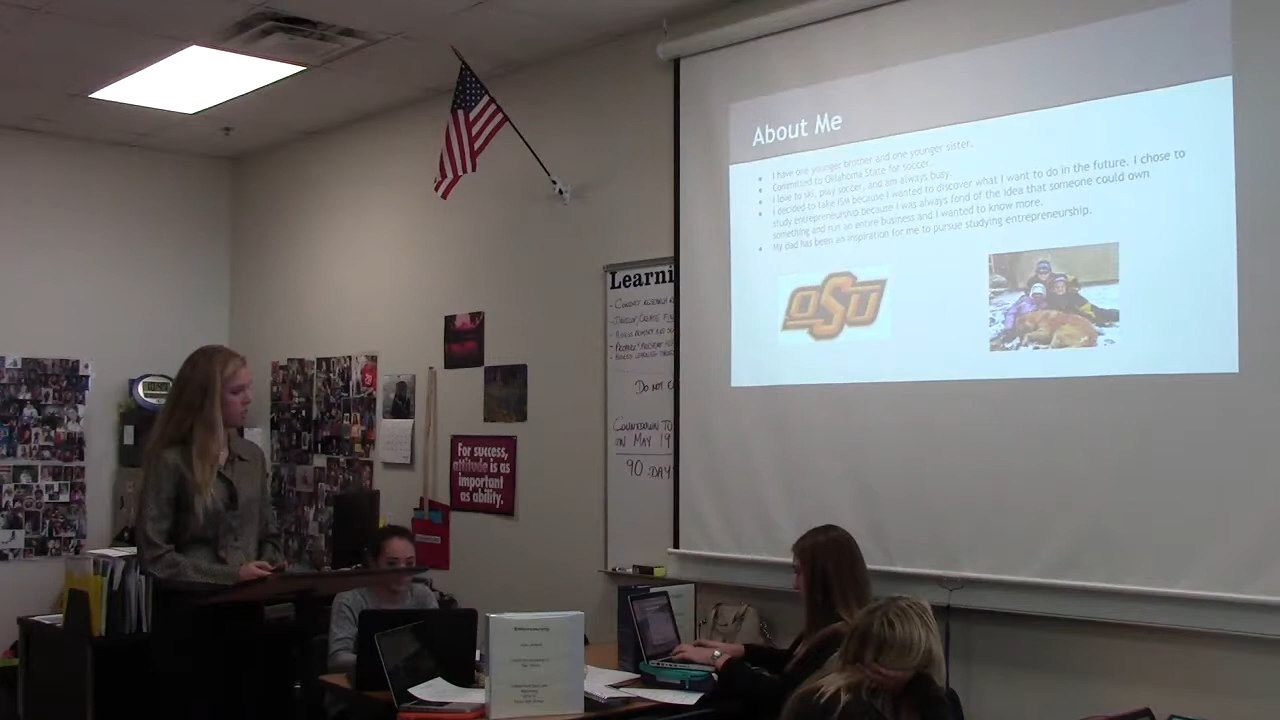 About Me
I have one younger brother and one younger sister.
Committed to Oklahoma State for soccer.
I love to ski, play soccer, and am always busy.
I decided to take ISM because I wanted to discover what I want to do in the future. I chose to
study entrepreneurship because I was always fond of the idea that someone could own
something and run an entire business and I wanted to know more.
My dad has been an inspiration for me to pursue studying entrepreneurship.
OSU
Learni
Do not
Countdown to
on May 19
90 day
For success,
attitude is as
important
as ability.